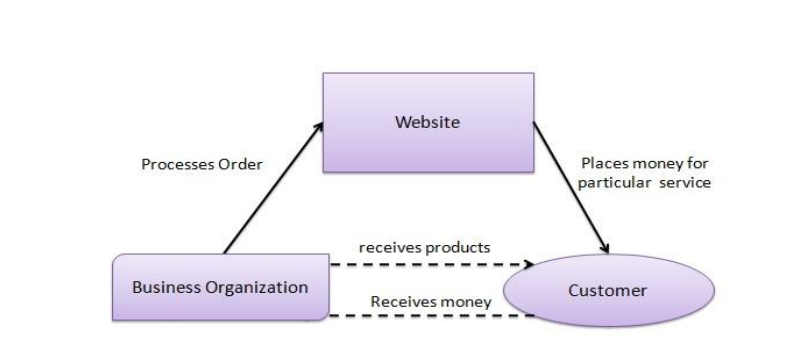 Website
Processes Order
Places money for
particular service
receives products
Business Organization
Customer
Receives money